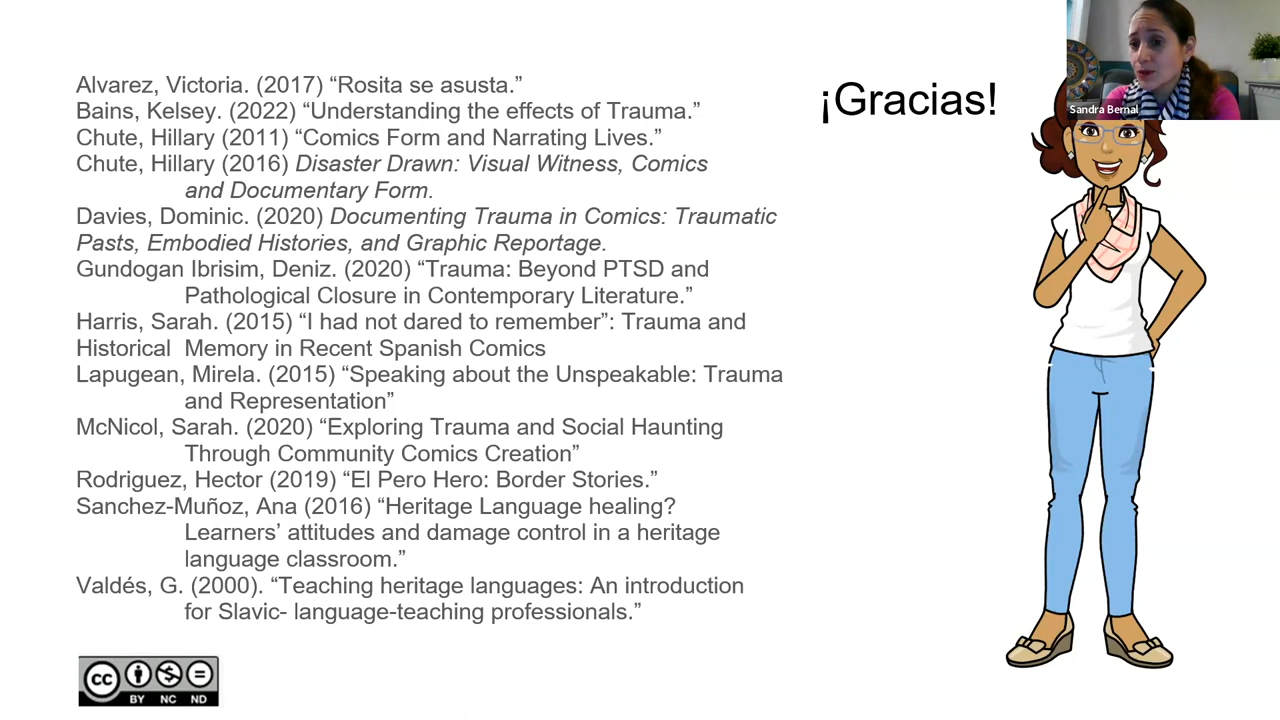 Alvarez, Victoria. (2017) “Rosita se asusta.”
Bains, Kelsey. (2022) “Understanding the effects of Trauma.”
Chute, Hillary (2011) “Comics Form and Narrating Lives.”
Chute, Hillary (2016) Disaster Drawn: Visual Witness, Comics
and Documentary Form.
Davies, Dominic. (2020) Documenting Trauma in Comics: Traumatic
Pasts, Embodied Histories, and Graphic Reportage.
Gundogan Ibrisim, Deniz. (2020) “Trauma: Beyond PTSD and
Pathological Closure in Contemporary Literature.”
Harris, Sarah. (2015) “I had not dared to remember”: Trauma and
Historical Memory in Recent Spanish Comics
Lapugean, Mirela. (2015) “Speaking about the Unspeakable: Trauma
and Representation”
McNicol, Sarah. (2020) “Exploring Trauma and Social Haunting
Through Community Comics Creation”
Rodriguez, Hector (2019) “El Pero Hero: Border Stories.”
Sanchez-Muñoz, Ana (2016) “Heritage Language healing?
Learners’ attitudes and damage control in a heritage
language classroom.”
Valdés, G. (2000). “Teaching heritage languages: An introduction
for Slavic- language-teaching professionals.”
¡Gracias!
Sandra Bernal
cc
BY NC ND